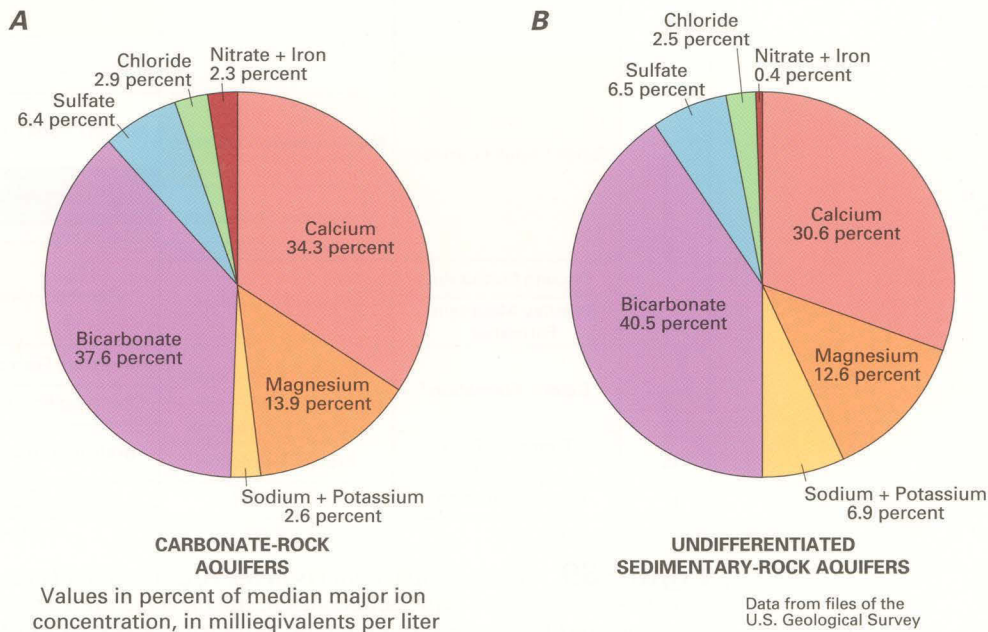 A
Chloride
2.9 percent
Nitrate + Iron
2.3 percent
Sulfate
6.4 percent
Calcium
34.3 percent
Bicarbonate
37.6 percent
Magnesium
13.9 percent
Sodium + Potassium
2.6 percent
CARBONATE-ROCK
AQUIFERS
Values in percent of median major ion
concentration, in millieqivalents per liter
B
Chloride
2.5 percent
Nitrate + Iron
0.4 percent
Sulfate
6.5 percent
Calcium
30.6 percent
Bicarbonate
40.5 percent
Magnesium
12.6 percent
Sodium + Potassium
6.9 percent
UNDIFFERENTIATED
SEDIMENTARY-ROCK AQUIFERS
Data from files of the
U.S. Geological Survey